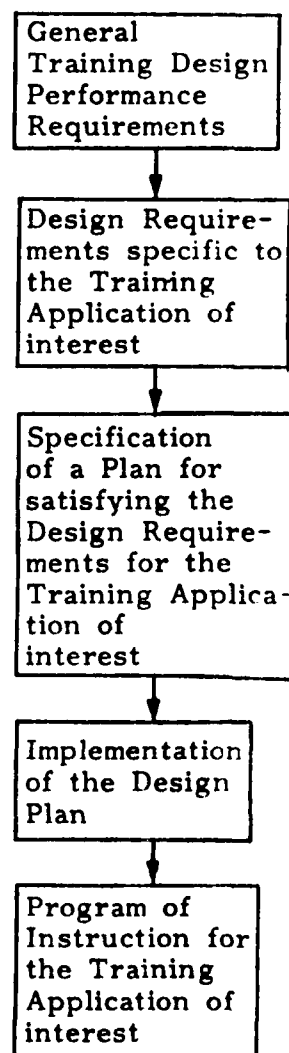 General
Training Design
Performance
Requirements
Design Require-
ments specific to
the Training
Application of
interest
Specification
of a Plan for
satisfying the
Design Require-
ments for the
Training Applica-
tion of
interest
Implementation
of the Design
Plan
Program of
Instruction for
the Training
Application of
interest